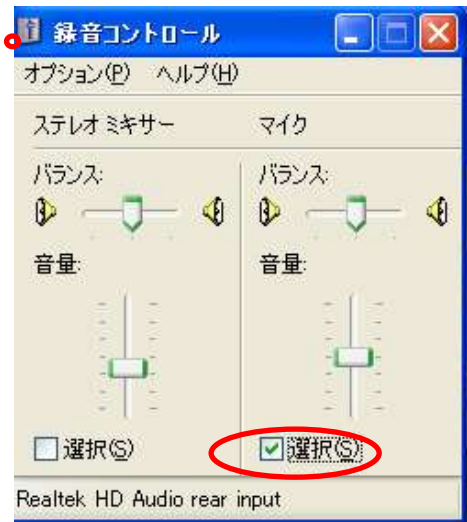 録音コントロール
オプション(P) ヘルプ(H)
ステレオ ミキサー マイク
バランス: バランス:
音量: 音量:
選択(S) 選択(S)
Realtek HD Audio rear input